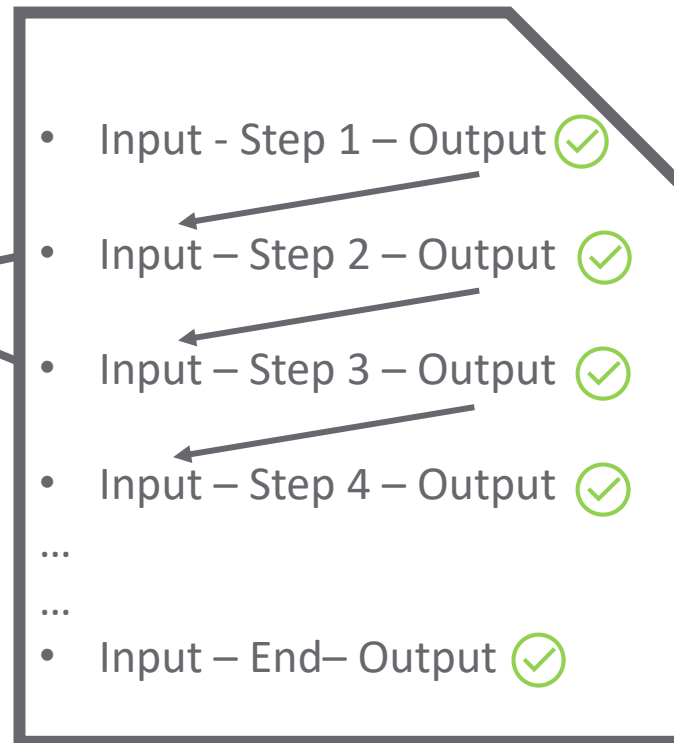 • Input - Step 1 – Output
• Input – Step 2 – Output
• Input – Step 3 – Output
• Input – Step 4 – Output
...
...
• Input – End– Output